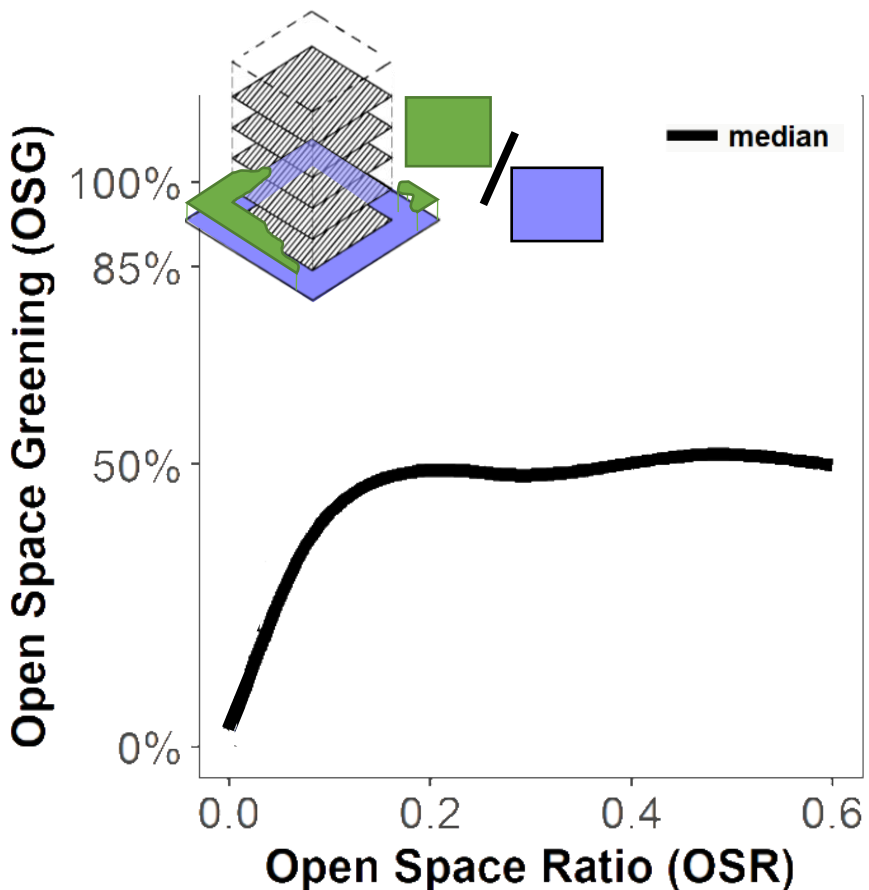 Open Space Greening (OSG)
100%
85%
50%
0%
median
0.0
0.2
0.4
0.6
Open Space Ratio (OSR)